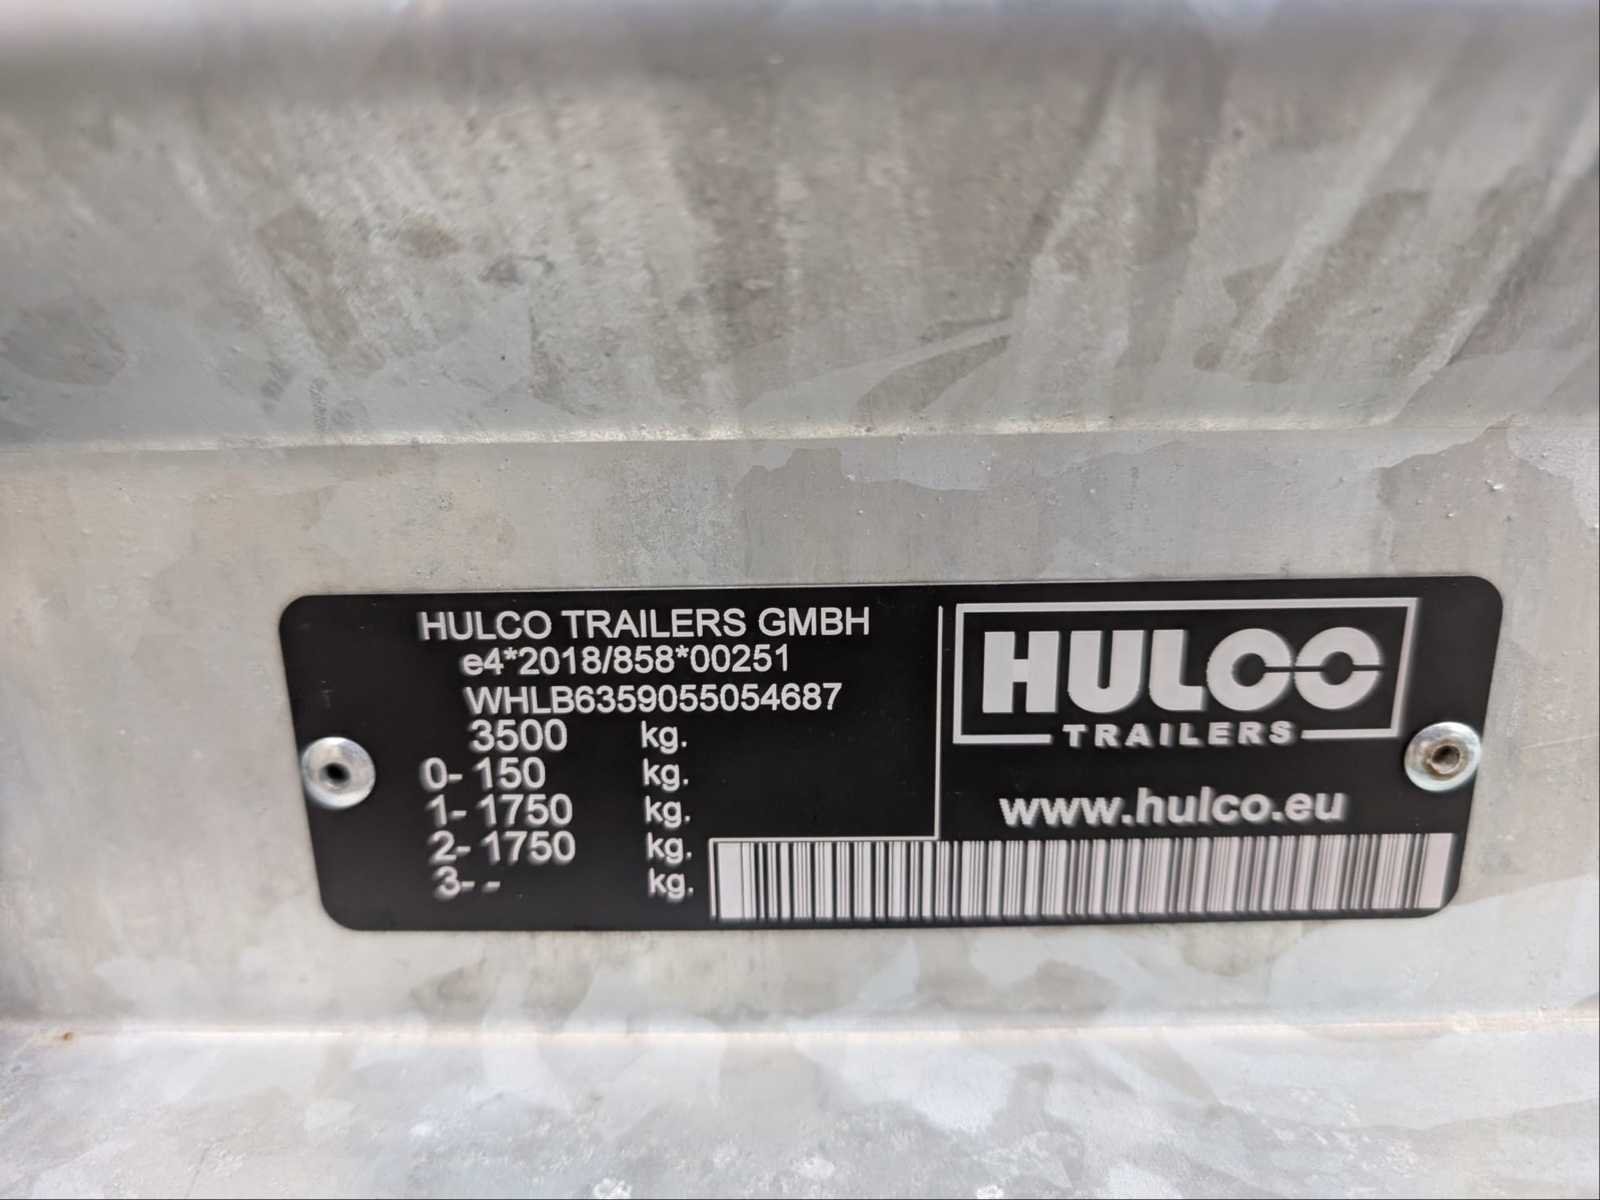 HULCO TRAILERS GMBH
e4*2018/858*00251
WHLB6359055054687
3500 kg.
0- 150 kg.
1- 1750 kg.
2- 1750 kg.
3- - kg.
HULCO
TRAILERS
www.hulco.eu